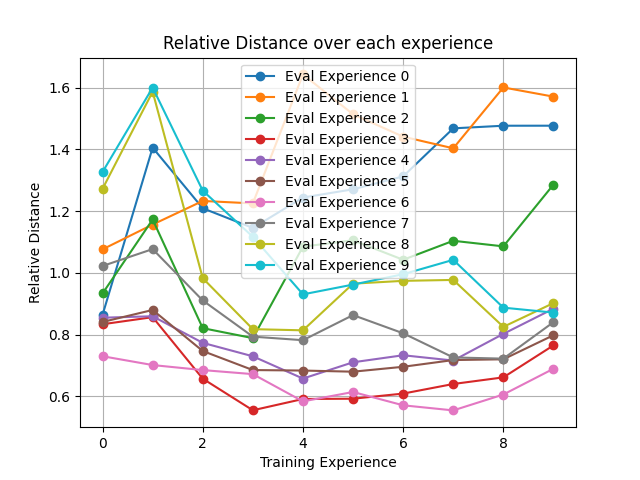 Relative Distance over each experience
Eval Experience 0
Eval Experience 1
Eval Experience 2
Eval Experience 3
Eval Experience 4
Eval Experience 5
Eval Experience 6
Eval Experience 7
Eval Experience 8
Eval Experience 9
1.6
1.4
1.2
1.0
0.8
0.6
Relative Distance
0 2 4 6 8
Training Experience